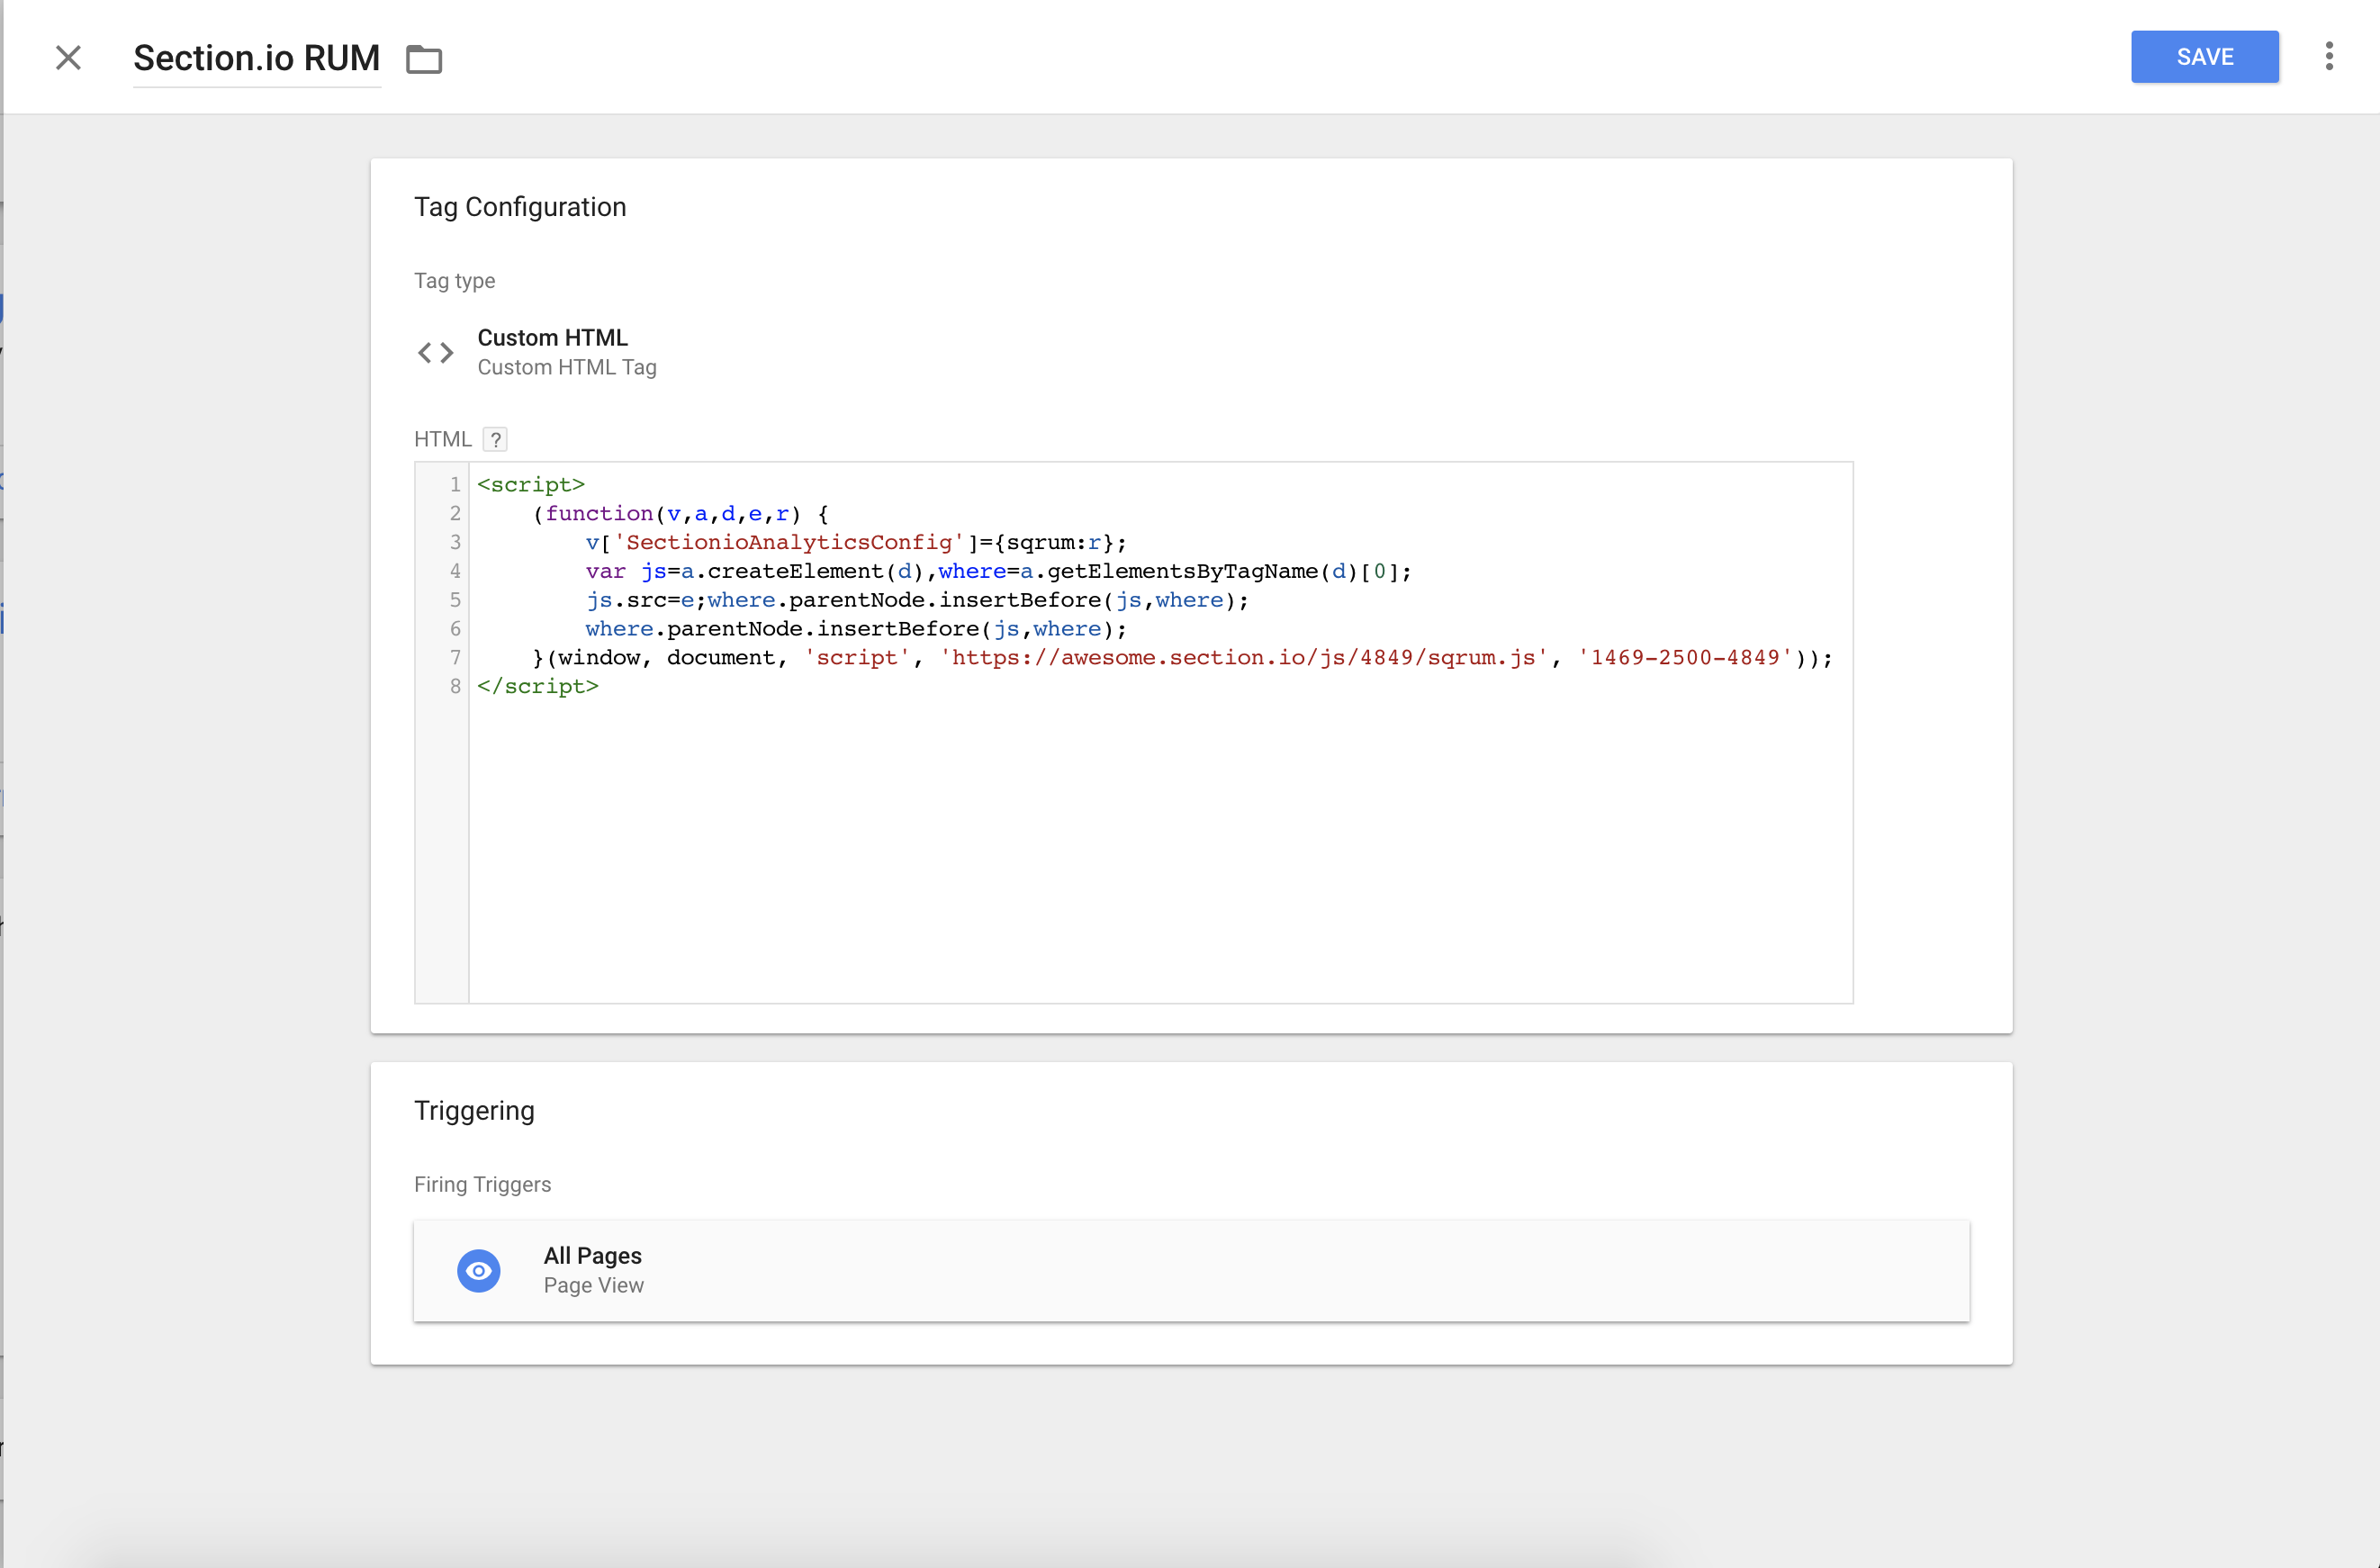 Section.io RUM
SAVE
Tag Configuration
Tag type
Custom HTML
Custom HTML Tag
HTML ?
1 <script>
2     (function(v,a,d,e,r) {
3         v['SectionioAnalyticsConfig']={sqrum:r};
4         var js=a.createElement(d),where=a.getElementsByTagName(d)[0];
5         js.src=e;where.parentNode.insertBefore(js,where);
6         where.parentNode.insertBefore(js,where);
7     }(window, document, 'script', 'https://awesome.section.io/js/4849/sqrum.js', '1469-2500-4849'));
8 </script>
Triggering
Firing Triggers
All Pages
Page View